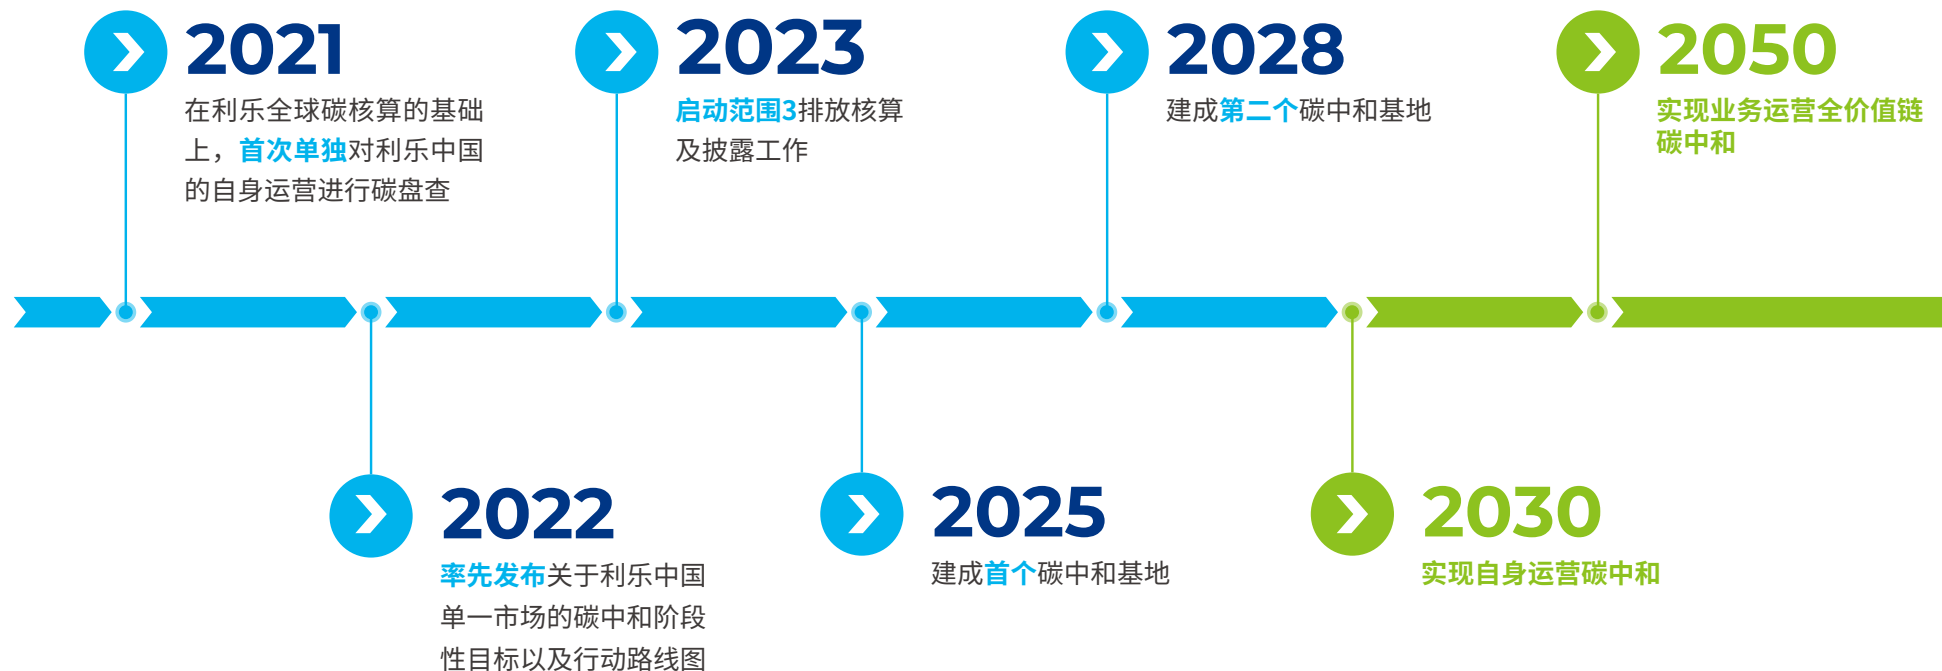 2021
在利乐全球碳核算的基础
上，首次单独对利乐中国
的自身运营进行碳盘查
2023
启动范围3排放核算
及披露工作
2028
建成第二个碳中和基地
2050
实现业务运营全价值链
碳中和
2022
率先发布关于利乐中国
单一市场的碳中和阶段
性目标以及行动路线图
2025
建成首个碳中和基地
2030
实现自身运营碳中和